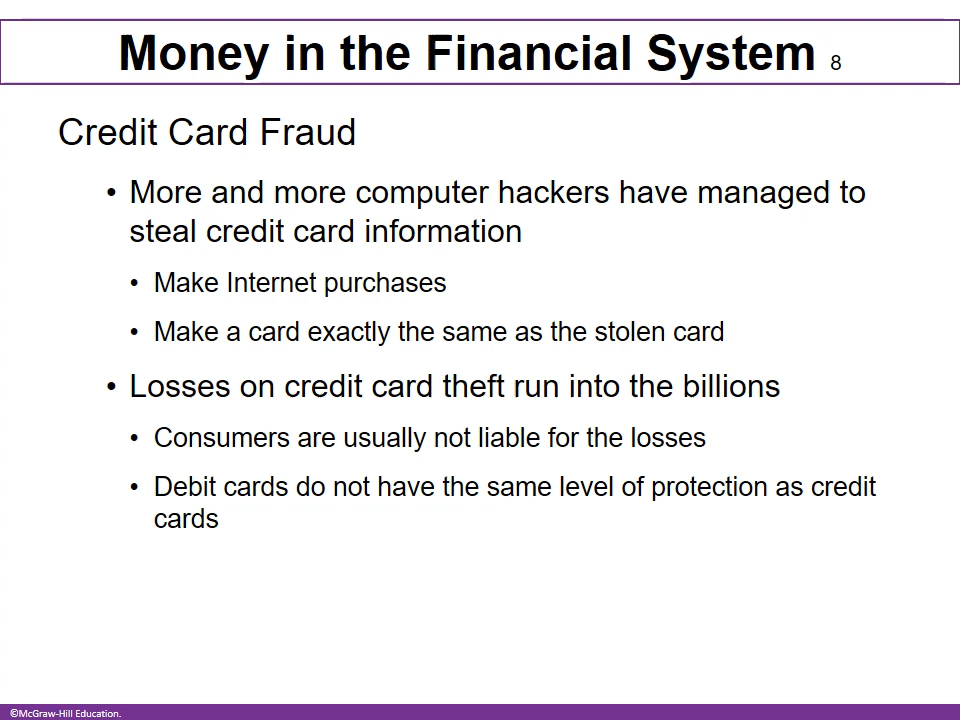 Money in the Financial System 8
Credit Card Fraud
• More and more computer hackers have managed to
steal credit card information
• Make Internet purchases
• Make a card exactly the same as the stolen card
• Losses on credit card theft run into the billions
• Consumers are usually not liable for the losses
• Debit cards do not have the same level of protection as credit
cards
©McGraw-Hill Education.